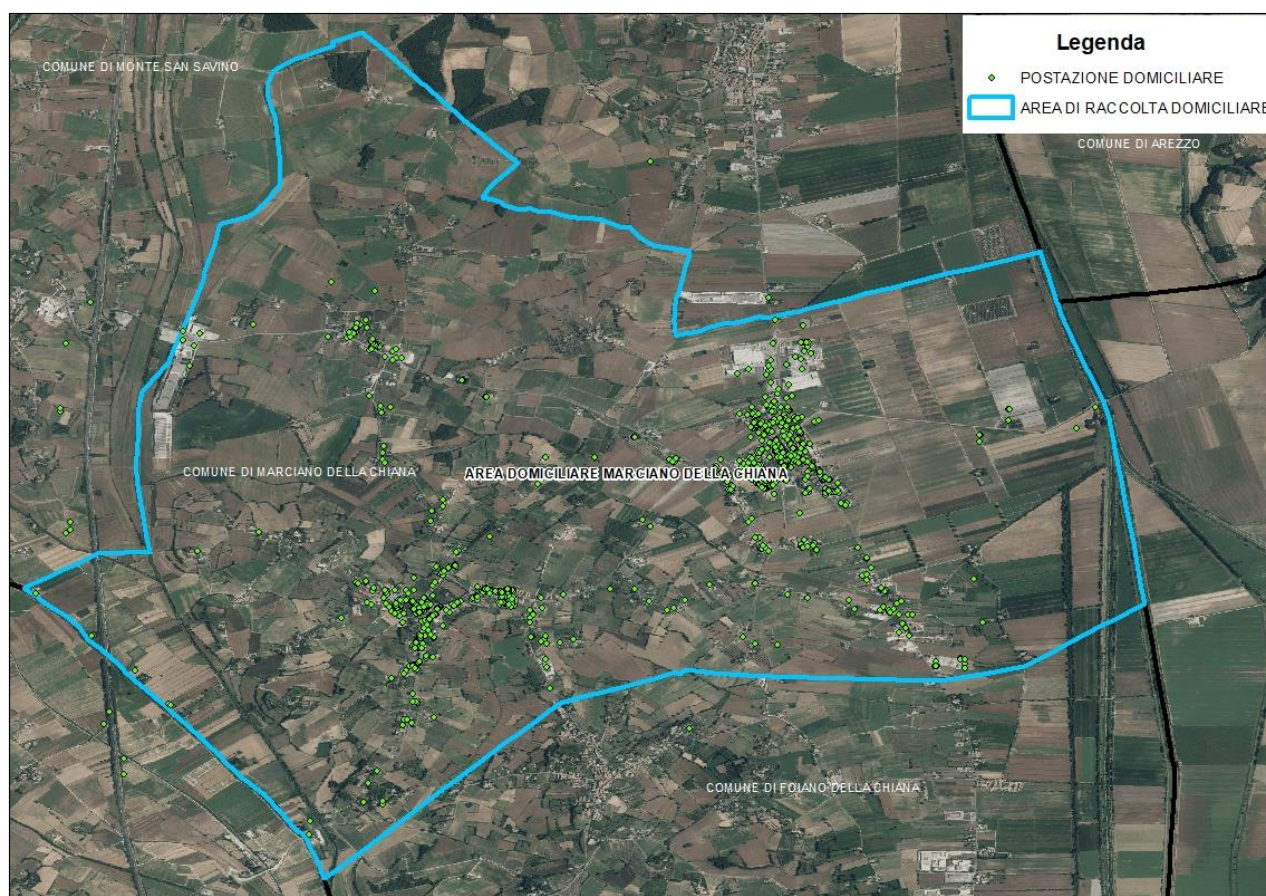 Legenda
COMUNE DI MONTE SAN SAVINO
POSTAZIONE DOMICILIARE
AREA DI RACCOLTA DOMICILIARE
COMUNE DI AREZZO
COMUNE DI MARCIANO DELLA CHIANA
AREA DOMICILIARE MARCIANO DELLA CHIANA
COMUNE DI FOIANO DELLA CHIANA